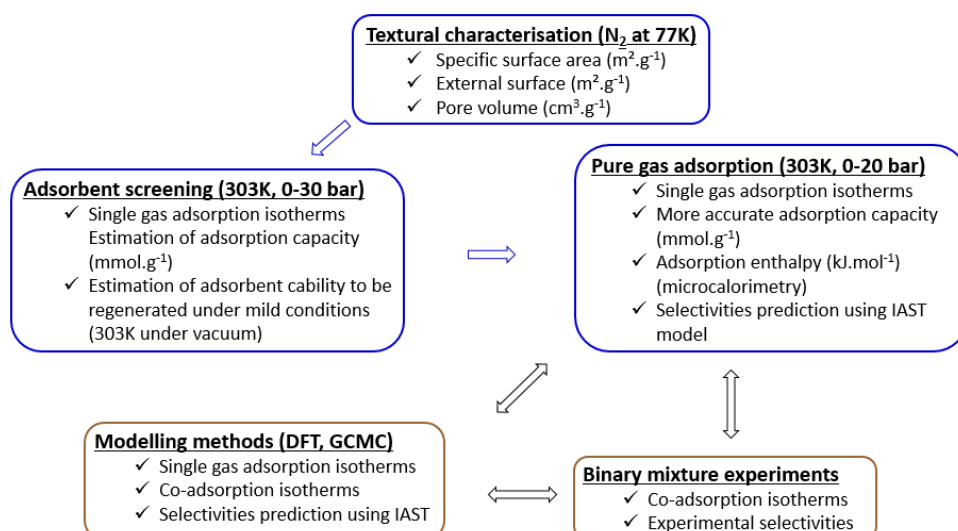 Textural characterisation (N₂ at 77K)
✓ Specific surface area (m².g⁻¹)
✓ External surface (m².g⁻¹)
✓ Pore volume (cm³.g⁻¹)
Adsorbent screening (303K, 0-30 bar)
✓ Single gas adsorption isotherms
Estimation of adsorption capacity
(mmol.g⁻¹)
✓ Estimation of adsorbent cability to be
regenerated under mild conditions
(303K under vacuum)
Pure gas adsorption (303K, 0-20 bar)
✓ Single gas adsorption isotherms
✓ More accurate adsorption capacity
(mmol.g⁻¹)
✓ Adsorption enthalpy (kJ.mol⁻¹)
(microcalorimetry)
✓ Selectivities prediction using IAST
model
Modelling methods (DFT, GCMC)
✓ Single gas adsorption isotherms
✓ Co-adsorption isotherms
✓ Selectivities prediction using IAST
Binary mixture experiments
✓ Co-adsorption isotherms
✓ Experimental selectivities